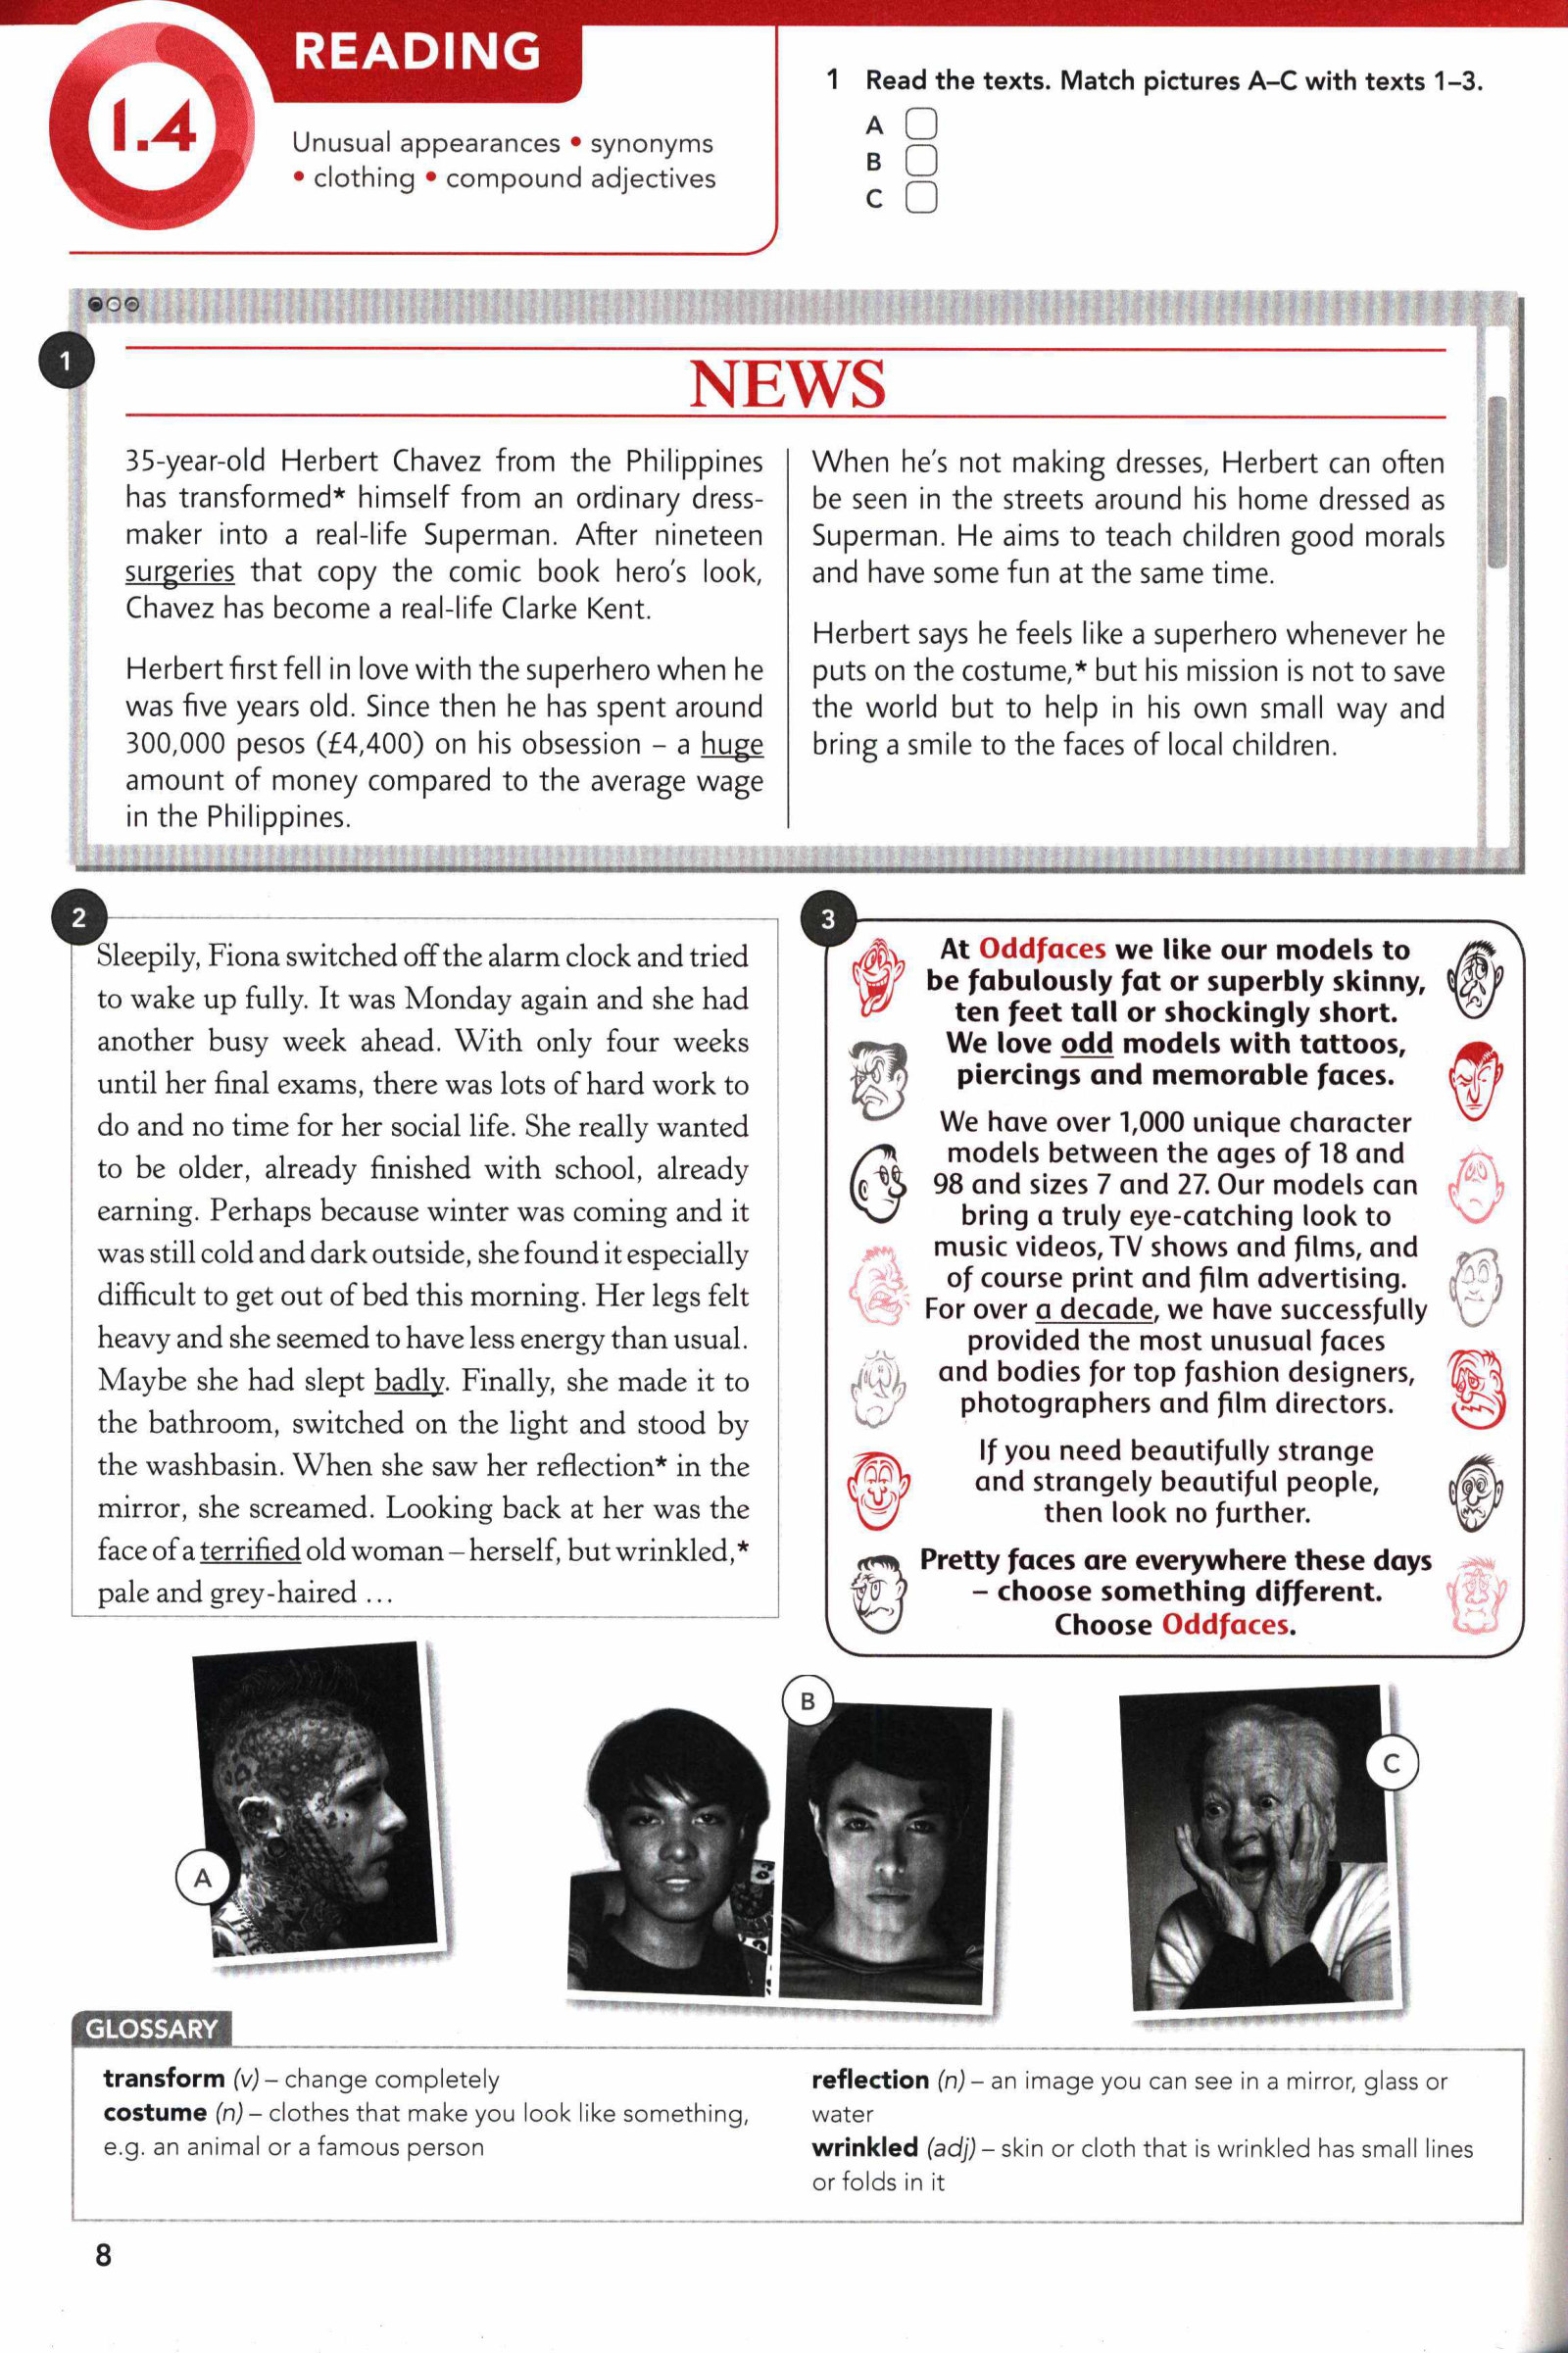 READING
1.4
Unusual appearances • synonyms
• clothing • compound adjectives
1 Read the texts. Match pictures A–C with texts 1–3.
A
B
C
1
NEWS
35-year-old Herbert Chavez from the Philippines
has transformed* himself from an ordinary dress-
maker into a real-life Superman. After nineteen
surgeries that copy the comic book hero's look,
Chavez has become a real-life Clarke Kent.
Herbert first fell in love with the superhero when he
was five years old. Since then he has spent around
300,000 pesos (£4,400) on his obsession – a huge
amount of money compared to the average wage
in the Philippines.
When he's not making dresses, Herbert can often
be seen in the streets around his home dressed as
Superman. He aims to teach children good morals
and have some fun at the same time.
Herbert says he feels like a superhero whenever he
puts on the costume,* but his mission is not to save
the world but to help in his own small way and
bring a smile to the faces of local children.
2
Sleepily, Fiona switched off the alarm clock and tried
to wake up fully. It was Monday again and she had
another busy week ahead. With only four weeks
until her final exams, there was lots of hard work to
do and no time for her social life. She really wanted
to be older, already finished with school, already
earning. Perhaps because winter was coming and it
was still cold and dark outside, she found it especially
difficult to get out of bed this morning. Her legs felt
heavy and she seemed to have less energy than usual.
Maybe she had slept badly. Finally, she made it to
the bathroom, switched on the light and stood by
the washbasin. When she saw her reflection* in the
mirror, she screamed. Looking back at her was the
face of a terrified old woman – herself, but wrinkled,*
pale and grey-haired ...
3
At Oddfaces we like our models to
be fabulously fat or superbly skinny,
ten feet tall or shockingly short.
We love odd models with tattoos,
piercings and memorable faces.
We have over 1,000 unique character
models between the ages of 18 and
98 and sizes 7 and 27. Our models can
bring a truly eye-catching look to
music videos, TV shows and films, and
of course print and film advertising.
For over a decade, we have successfully
provided the most unusual faces
and bodies for top fashion designers,
photographers and film directors.
If you need beautifully strange
and strangely beautiful people,
then look no further.
Pretty faces are everywhere these days
– choose something different.
Choose Oddfaces.
A
B
C
GLOSSARY
transform (v) – change completely
costume (n) – clothes that make you look like something,
e.g. an animal or a famous person
reflection (n) – an image you can see in a mirror, glass or
water
wrinkled (adj) – skin or cloth that is wrinkled has small lines
or folds in it
8